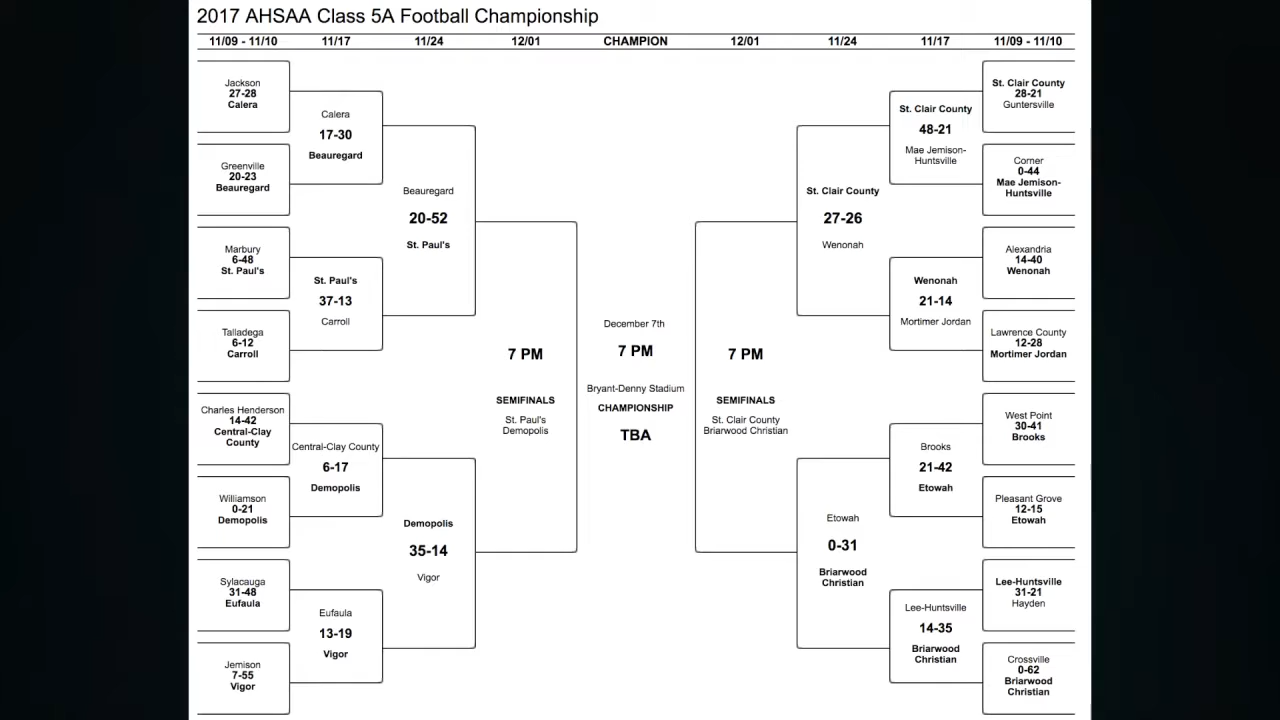 2017 AHSAA Class 5A Football Championship
11/09 - 11/10 11/17 11/24 12/01 CHAMPION 12/01 11/24 11/17 11/09 - 11/10
Jackson
27-28
Calera
Greenville
20-23
Beauregard
Marbury
6-48
St. Paul's
Talladega
6-12
Carroll
Charles Henderson
14-42
Central-Clay
County
Williamson
0-21
Demopolis
Sylacauga
31-48
Eufaula
Jemison
7-55
Vigor
Calera
17-30
Beauregard
St. Paul's
37-13
Carroll
Central-Clay County
6-17
Demopolis
Eufaula
13-19
Vigor
Beauregard
20-52
St. Paul's
Demopolis
35-14
Vigor
7 PM
SEMIFINALS
St. Paul's
Demopolis
December 7th
7 PM
Bryant-Denny Stadium
CHAMPIONSHIP
TBA
7 PM
SEMIFINALS
St. Clair County
Briarwood Christian
St. Clair County
27-26
Wenonah
Etowah
0-31
Briarwood
Christian
St. Clair County
48-21
Mae Jemison-
Huntsville
Wenonah
21-14
Mortimer Jordan
Brooks
21-42
Etowah
Lee-Huntsville
14-35
Briarwood
Christian
St. Clair County
28-21
Guntersville
Corner
0-44
Mae Jemison-
Huntsville
Alexandria
14-40
Wenonah
Lawrence County
12-28
Mortimer Jordan
West Point
30-41
Brooks
Pleasant Grove
12-15
Etowah
Lee-Huntsville
31-21
Hayden
Crossville
0-62
Briarwood
Christian